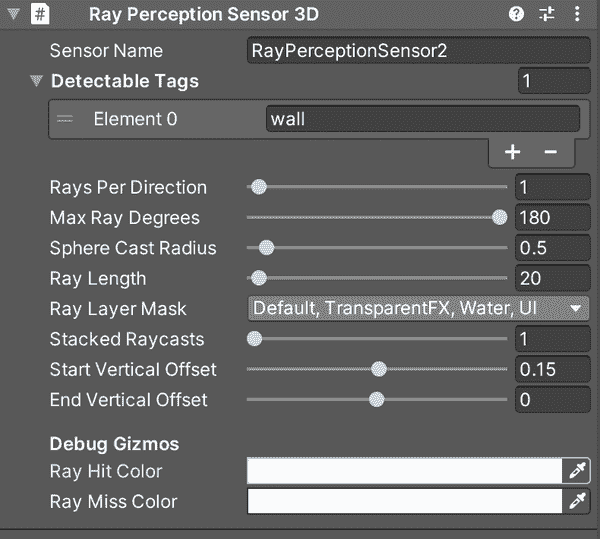 # Ray Perception Sensor 3D
Sensor Name RayPerceptionSensor2
Detectable Tags 1
Element 0 wall
+ −
Rays Per Direction 1
Max Ray Degrees 180
Sphere Cast Radius 0.5
Ray Length 20
Ray Layer Mask Default, TransparentFX, Water, UI
Stacked Raycasts 1
Start Vertical Offset 0.15
End Vertical Offset 0
Debug Gizmos
Ray Hit Color
Ray Miss Color